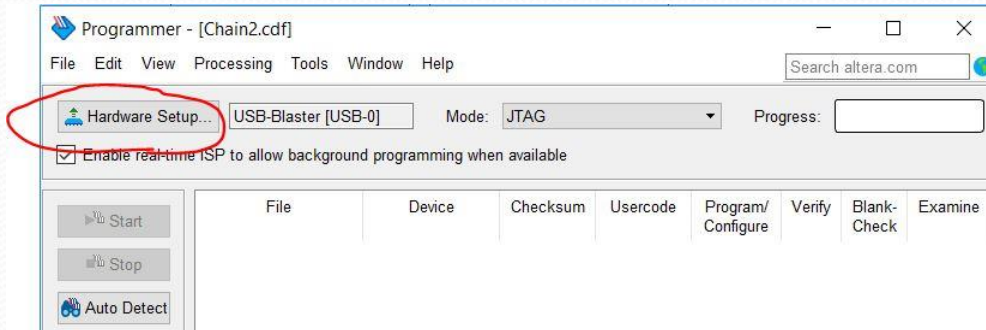 Programmer - [Chain2.cdf]
File Edit View Processing Tools Window Help
Search altera.com
Hardware Setup... USB-Blaster [USB-0] Mode: JTAG Progress:
Enable real-time ISP to allow background programming when available
File Device Checksum Usercode Program/ Verify Blank- Examine
Configure Check
Start
Stop
Auto Detect